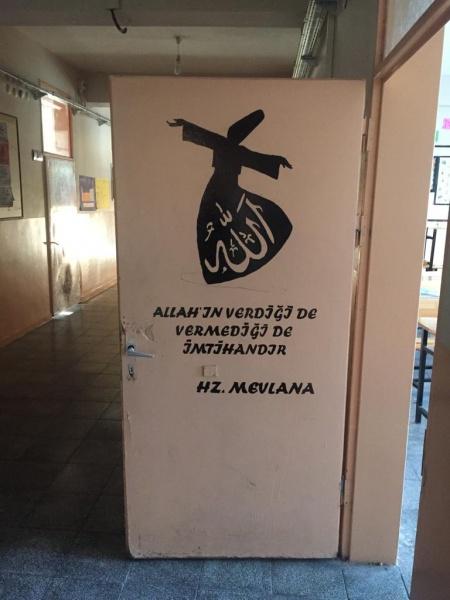 الله
ALLAH'IN VERDİĞİ DE
VERMEDİĞİ DE
İMTİHANDIR
HZ. MEVLANA